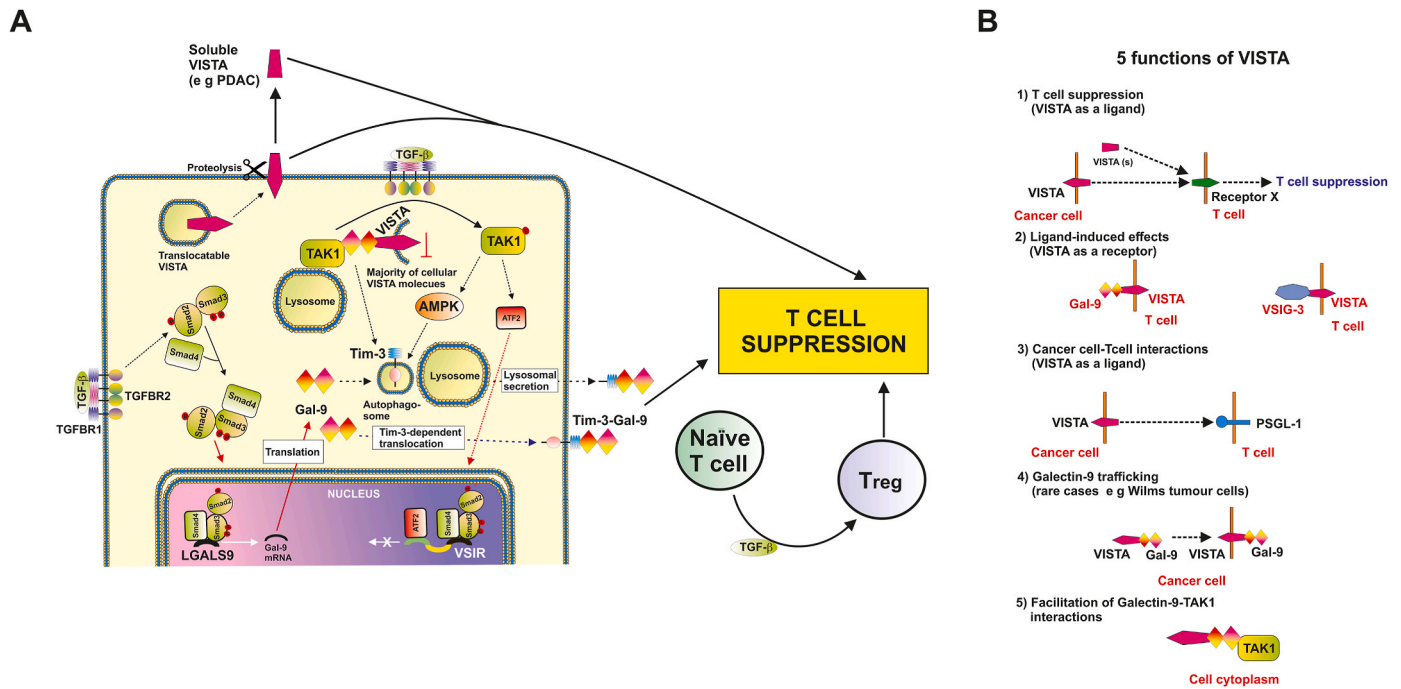 A
Soluble
VISTA
(e g PDAC)
Proteolysis
TGF-β
Translocatable
VISTA
VISTA
TAK1
TAK1
Majority of cellular
VISTA molecues
Lysosome
AMPK
ATF2
Smad2
Smad3
Smad4
Tim-3
Lysosome
Lysosomal
secretion
TGF-β
TGFBR2
TGFBR1
Smad4
Smad2
Smad3
Gal-9
Autophago-
some
Tim-3-Gal-9
Tim-3-dependent
translocation
Translation
NUCLEUS
Smad2
Smad4
Smad3
LGALS9
Gal-9
mRNA
X
ATF2
Smad2
Smad4
Smad3
VSIR
T CELL
SUPPRESSION
Naïve
T cell
Treg
TGF-β
B
5 functions of VISTA
1) T cell suppression
(VISTA as a ligand)
VISTA (s)
VISTA
Receptor X
T cell suppression
Cancer cell
T cell
2) Ligand-induced effects
(VISTA as a receptor)
Gal-9
VISTA
T cell
VSIG-3
VISTA
T cell
3) Cancer cell-Tcell interactions
(VISTA as a ligand)
VISTA
PSGL-1
Cancer cell
T cell
4) Galectin-9 trafficking
(rare cases e g Wilms tumour cells)
VISTA
Gal-9
VISTA
Gal-9
Cancer cell
5) Facilitation of Galectin-9-TAK1
interactions
TAK1
Cell cytoplasm